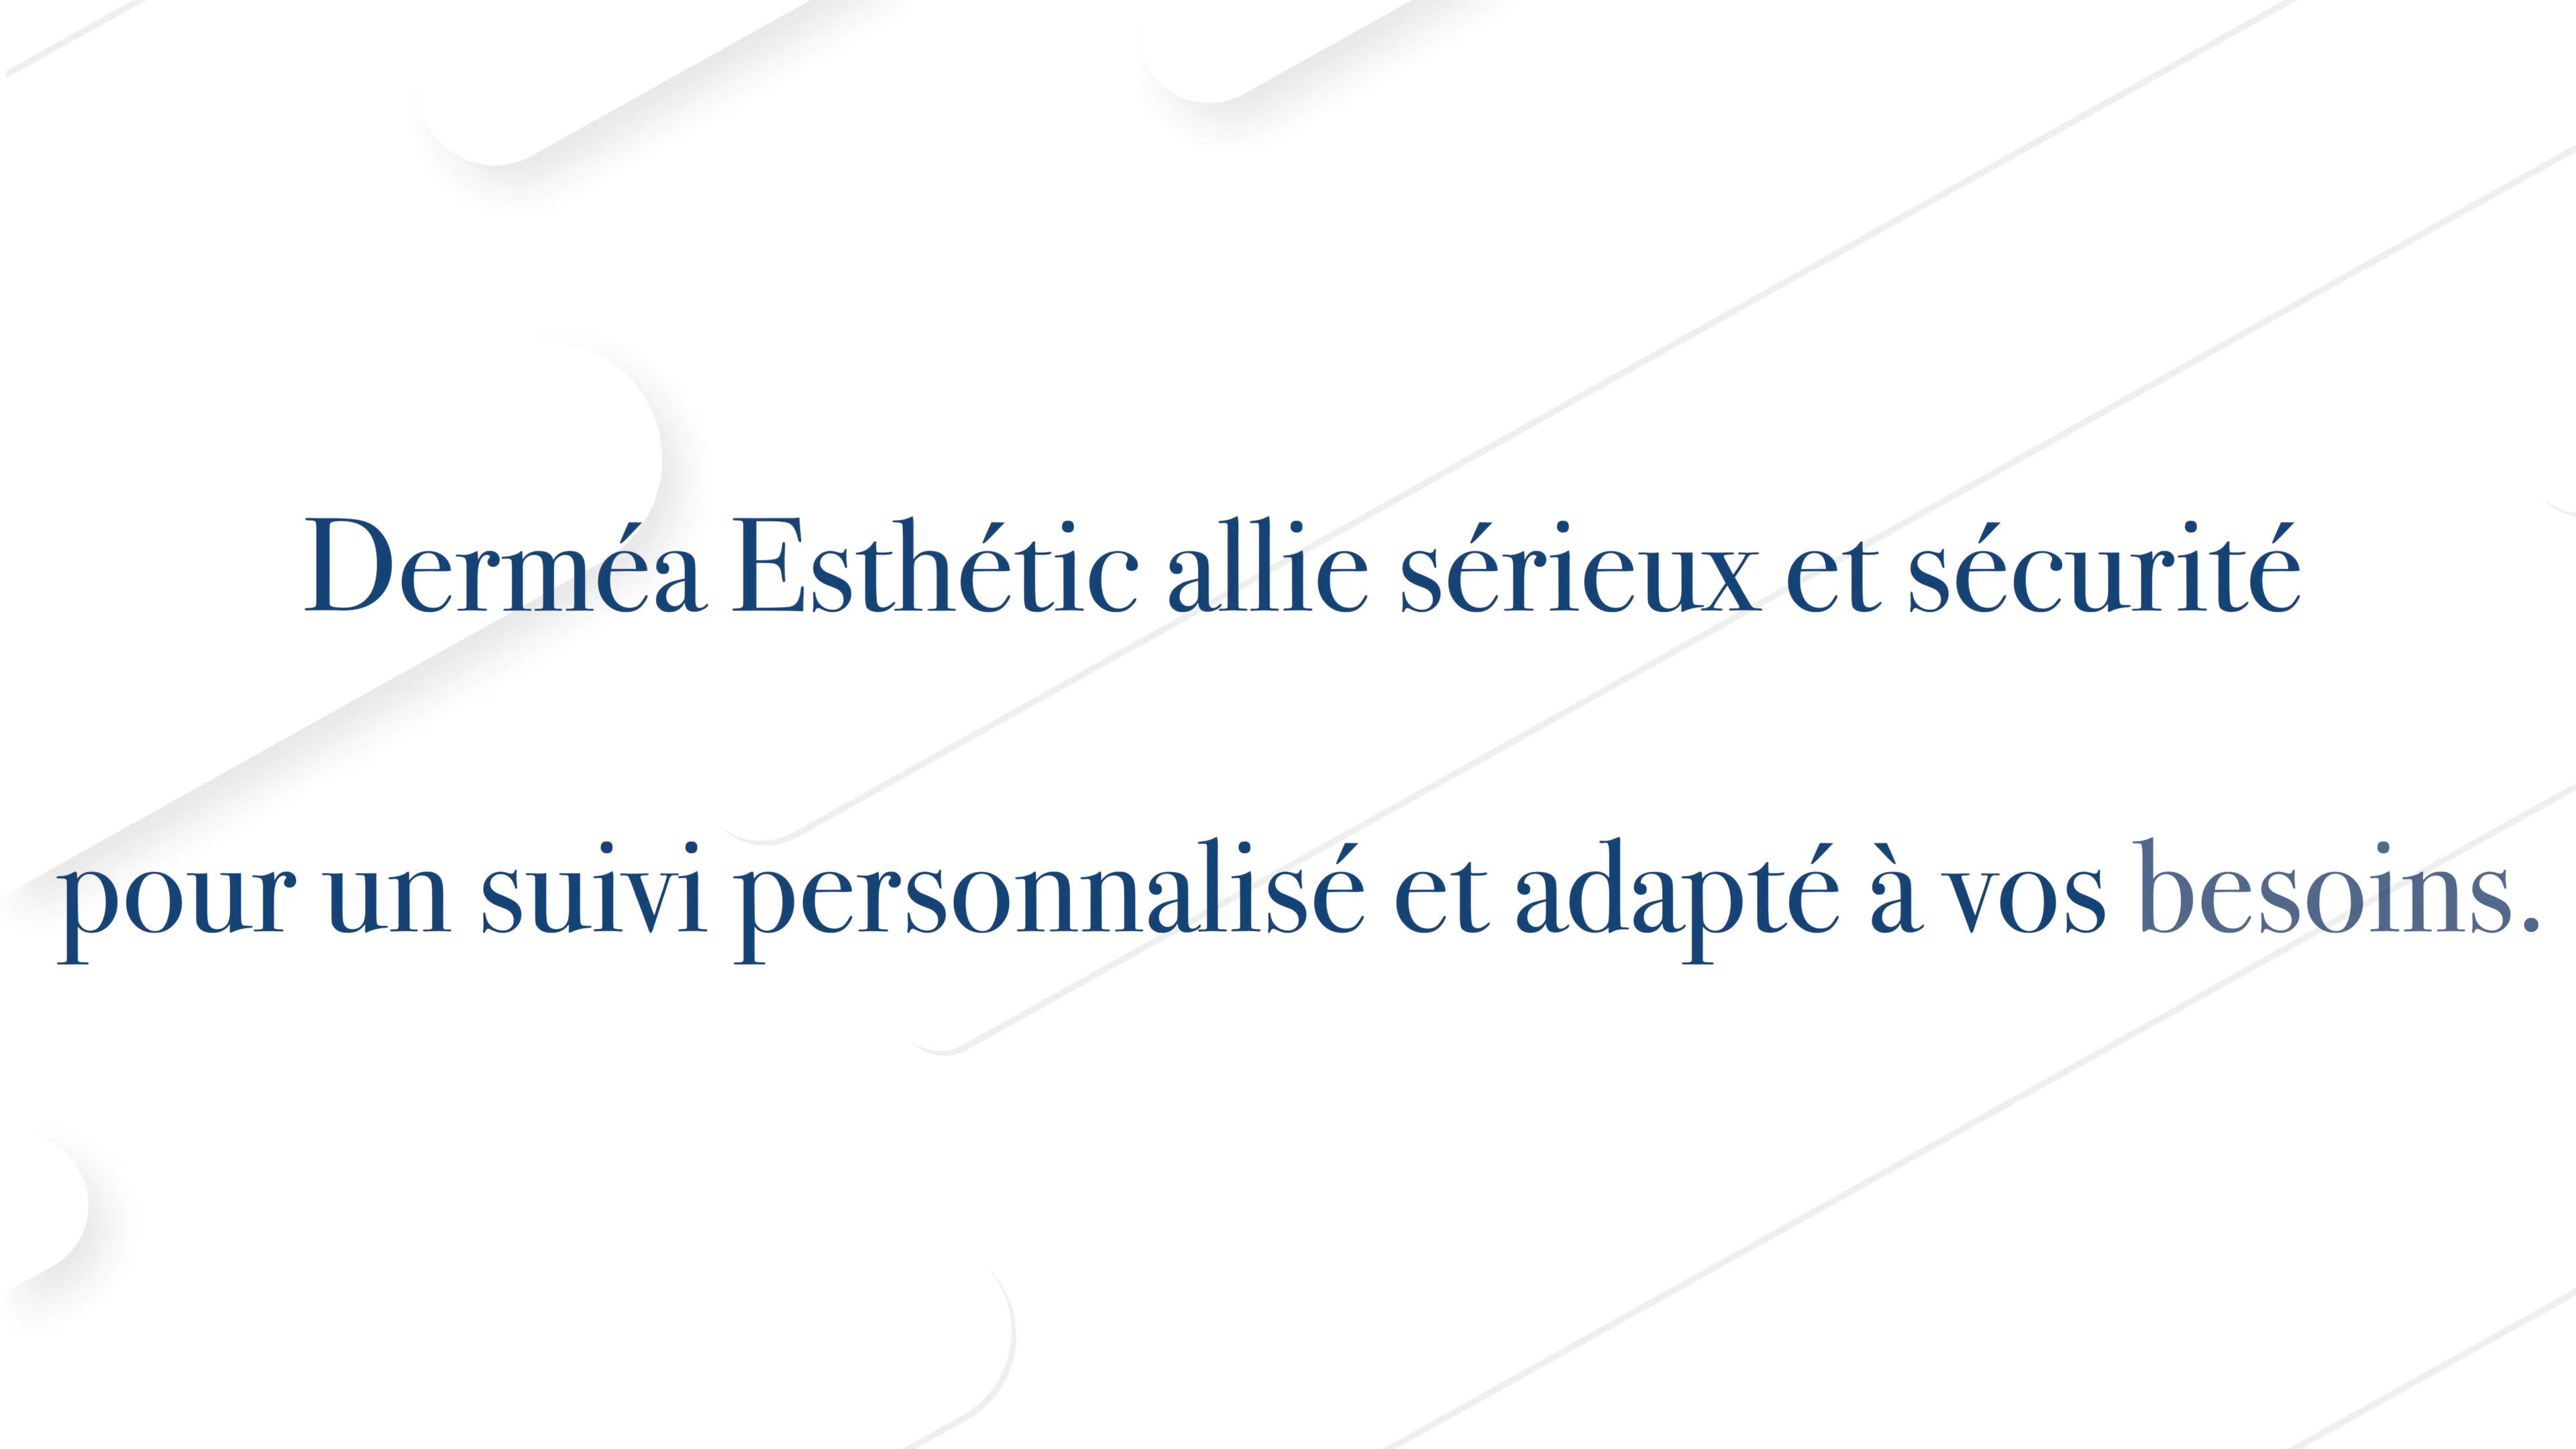 Derméa Esthétic allie sérieux et sécurité
pour un suivi personnalisé et adapté à vos besoins.